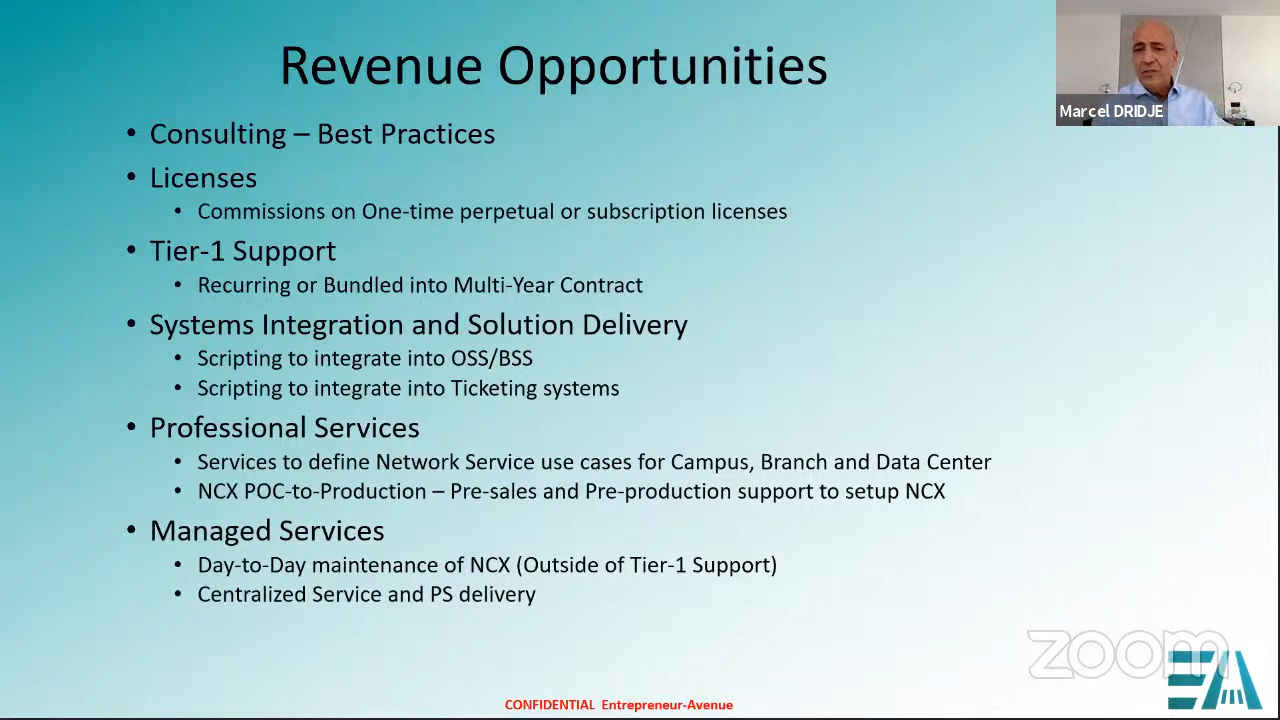 Revenue Opportunities
Marcel DRIDJE
• Consulting – Best Practices
• Licenses
• Commissions on One-time perpetual or subscription licenses
• Tier-1 Support
• Recurring or Bundled into Multi-Year Contract
• Systems Integration and Solution Delivery
• Scripting to integrate into OSS/BSS
• Scripting to integrate into Ticketing systems
• Professional Services
• Services to define Network Service use cases for Campus, Branch and Data Center
• NCX POC-to-Production – Pre-sales and Pre-production support to setup NCX
• Managed Services
• Day-to-Day maintenance of NCX (Outside of Tier-1 Support)
• Centralized Service and PS delivery
zoom
EA
CONFIDENTIAL Entrepreneur-Avenue